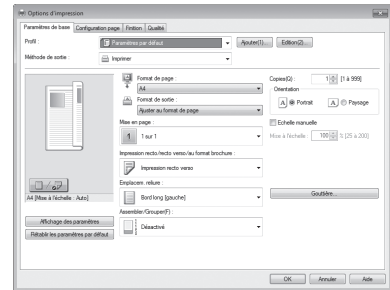 Options d'impression
Paramètres de base Configuration page Finition Qualité
Profil : Paramètres par défaut Ajouter(1)... Edition(2)...
Méthode de sortie : Imprimer
Format de page : Copies(Q) : 1 [1 à 999]
A4 Orientation
Format de sortie : A Portrait A Paysage
Ajuster au format de page
Mise en page : Echelle manuelle
1 1 sur 1 Mise à l'échelle : 100 % [25 à 200]
Impression recto/recto verso/au format brochure :
Impression recto verso
Emplacem. reliure :
Bord long [gauche] Gouttière...
A4 [Mise à l'échelle : Auto]
Assembler/Grouper(F) :
Affichage des paramètres Désactivé
Rétablir les paramètres par défaut
OK Annuler Aide